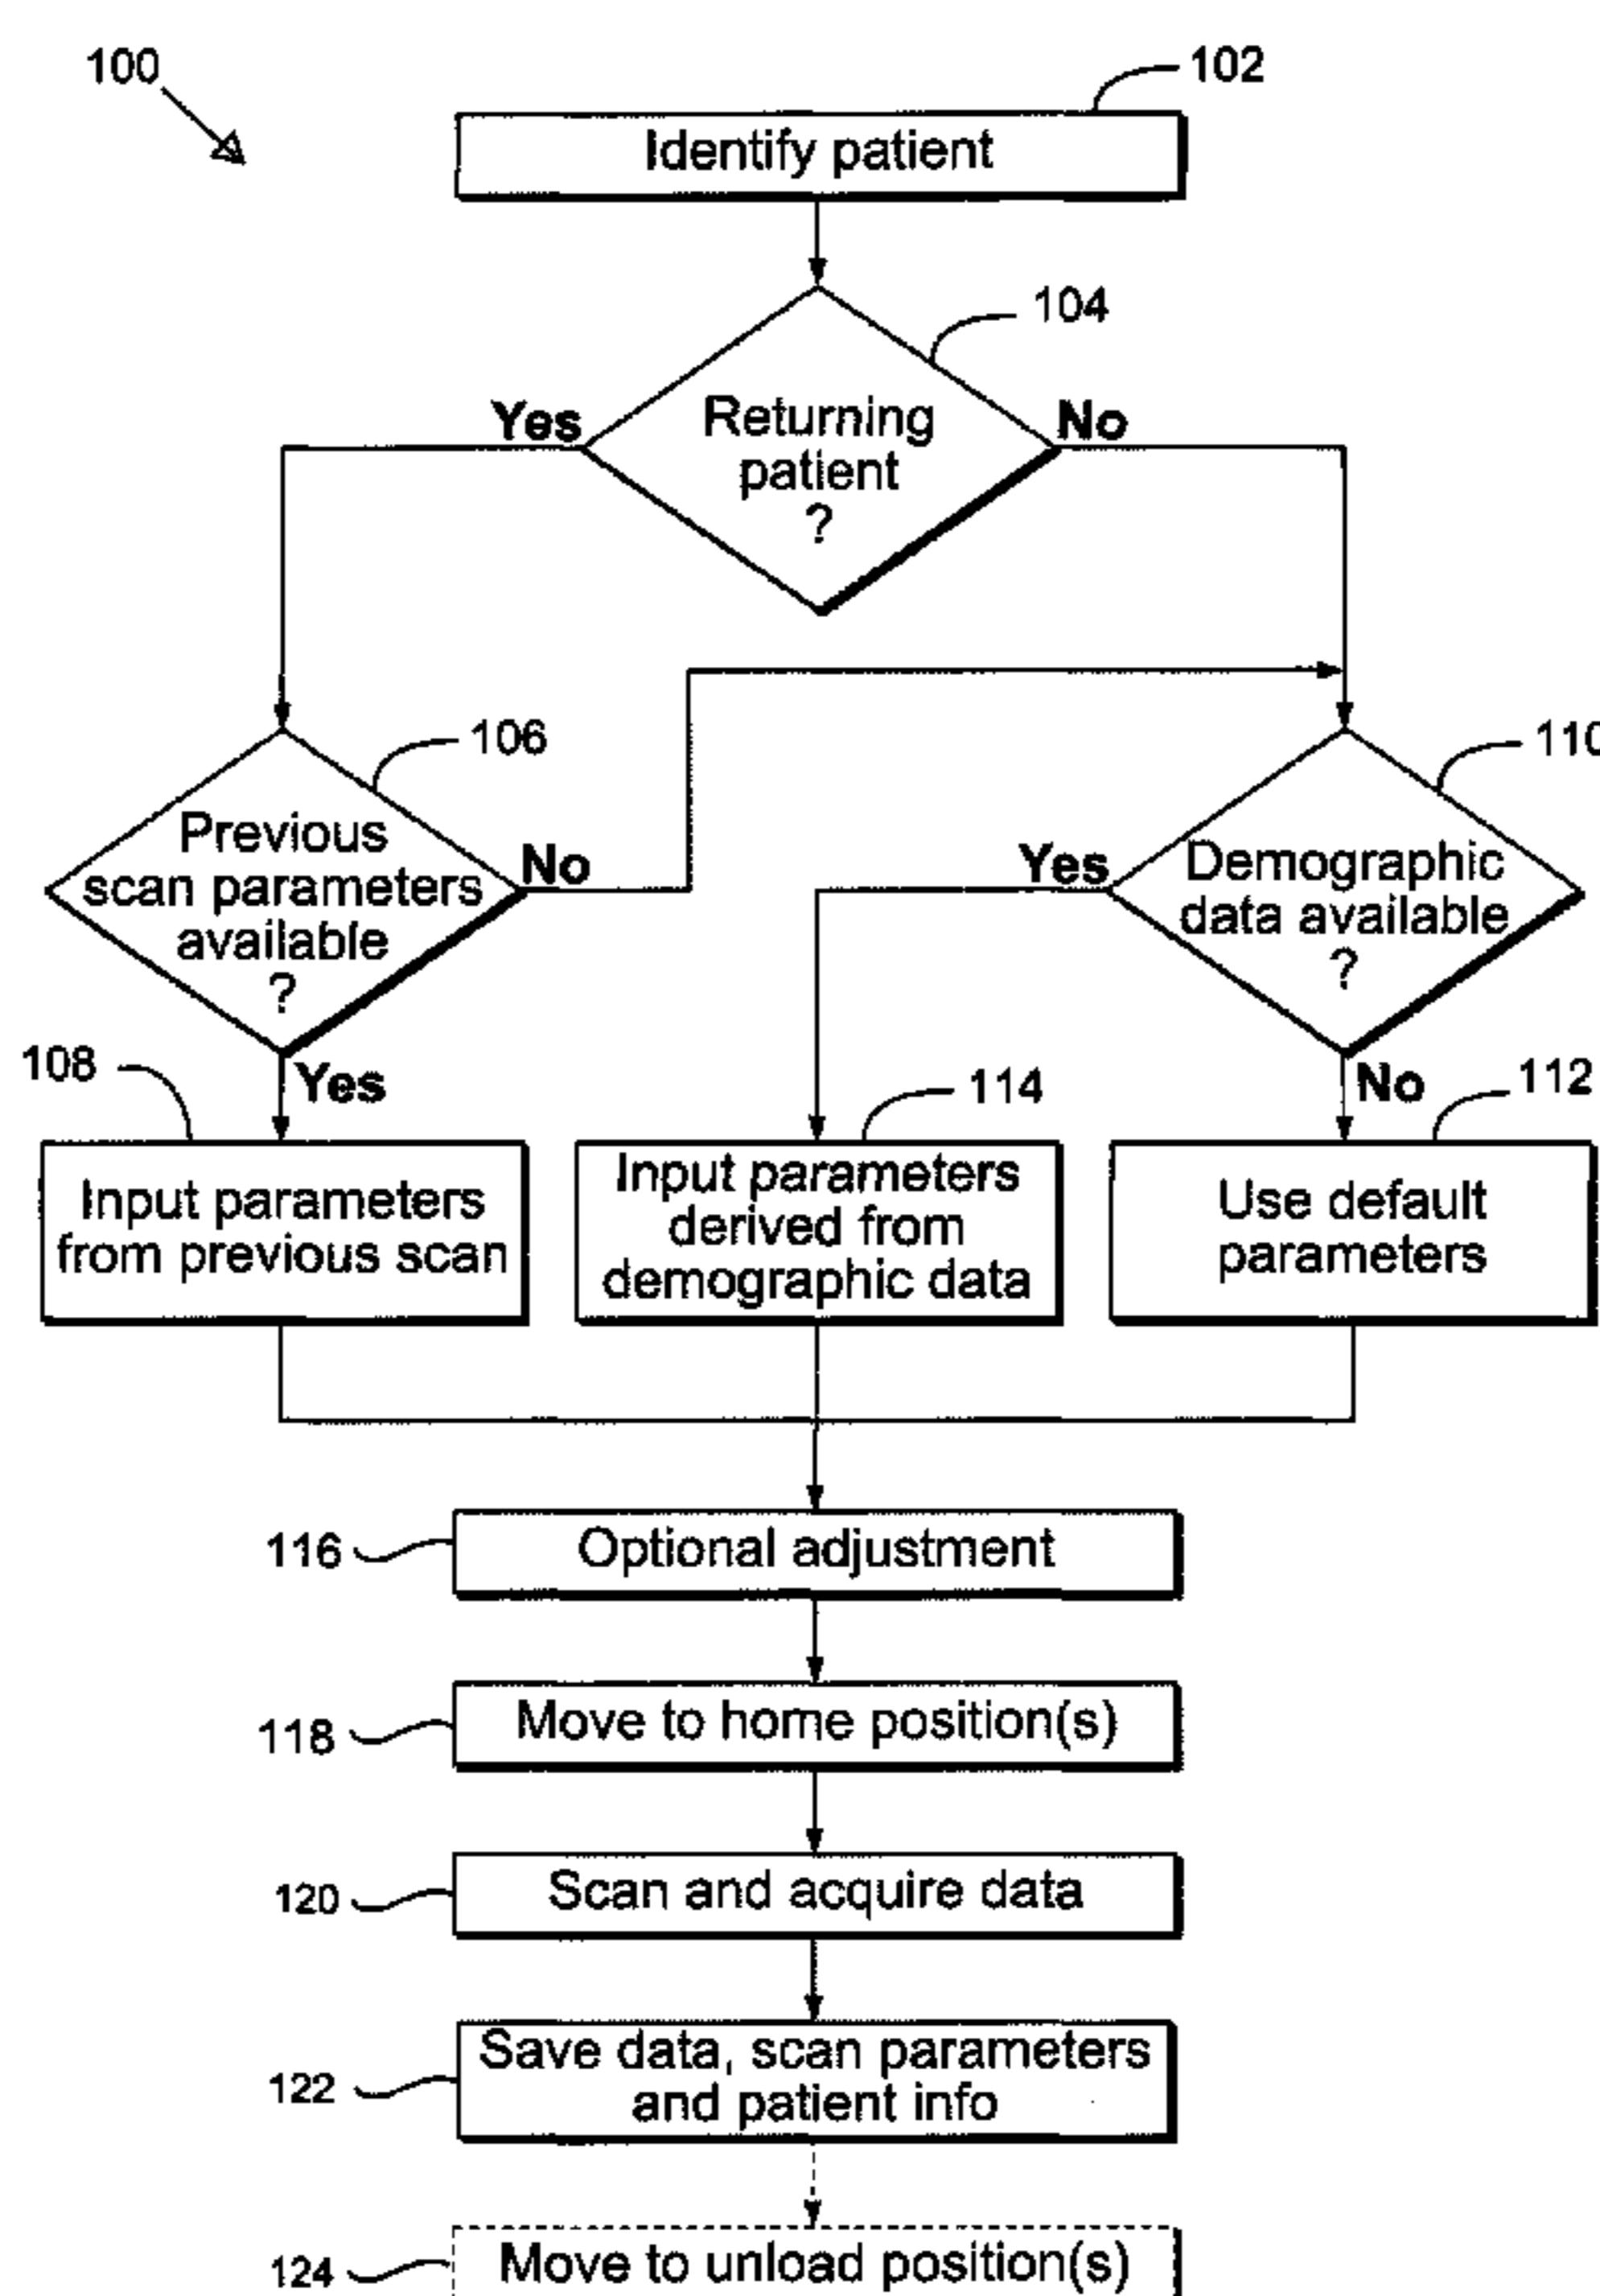 100
102
Identify patient
104
Yes
No
Returning
patient
?
106
110
Previous
scan parameters
available
?
No
Yes
Demographic
data available
?
108
Yes
114
No
112
Input parameters
from previous scan
Input parameters
derived from
demographic data
Use default
parameters
116
Optional adjustment
118
Move to home position(s)
120
Scan and acquire data
122
Save data, scan parameters
and patient info
124
Move to unload position(s)